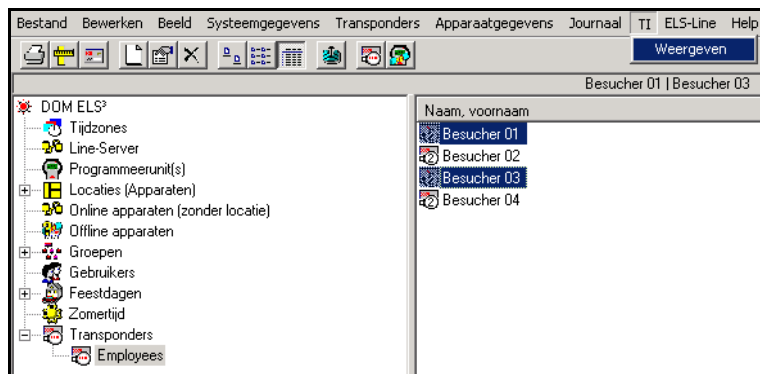 Bestand Bewerken Beeld Systeemgegevens Transponders Apparaatgegevens Journaal TI ELS-Line Help
Weergeven
Besucher 01 | Besucher 03
DOM ELS³
Tijdzones
Line-Server
Programmeerunit(s)
Locaties (Apparaten)
Online apparaten (zonder locatie)
Offline apparaten
Groepen
Gebruikers
Feestdagen
Zomertijd
Transponders
Employees
Naam, voornaam
Besucher 01
Besucher 02
Besucher 03
Besucher 04